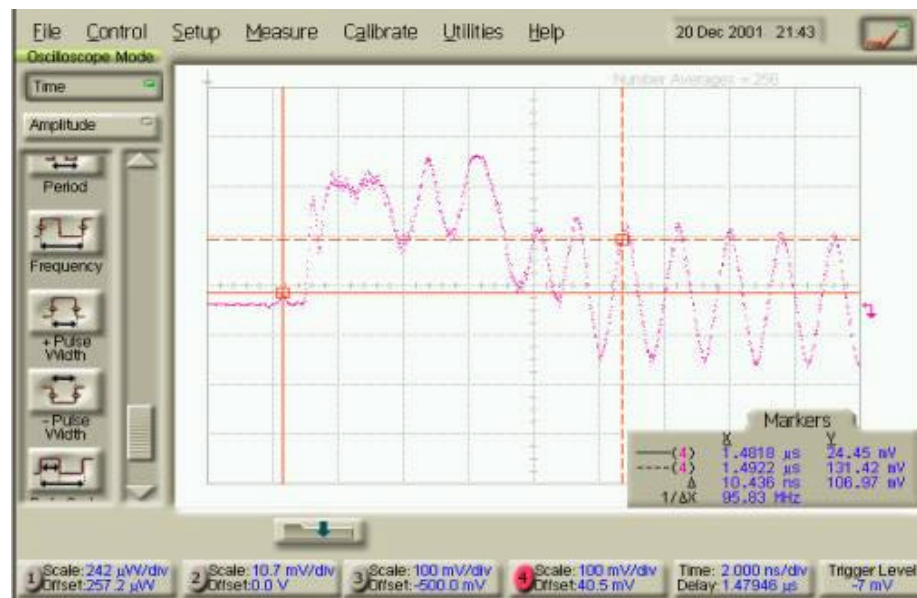 File Control Setup Measure Calibrate Utilities Help 20 Dec 2001 21:43
Oscilloscope Mode
Time
Amplitude
Number Averages = 256
Period
Frequency
+ Pulse
Width
- Pulse
Width
Markers
X Y
———(4) 1.4818 µs 24.45 mV
----(4) 1.4922 µs 131.42 mV
Δ 10.436 ns 106.97 mV
1/ΔX 95.83 MHz
1 Scale: 242 µW/div
Offset: 257.2 µW
2 Scale: 10.7 mV/div
Offset: 0.0 V
3 Scale: 100 mV/div
Offset: -500.0 mV
4 Scale: 100 mV/div
Offset: 40.5 mV
Time: 2.000 ns/div
Delay: 1.47946 µs
Trigger Level
-7 mV